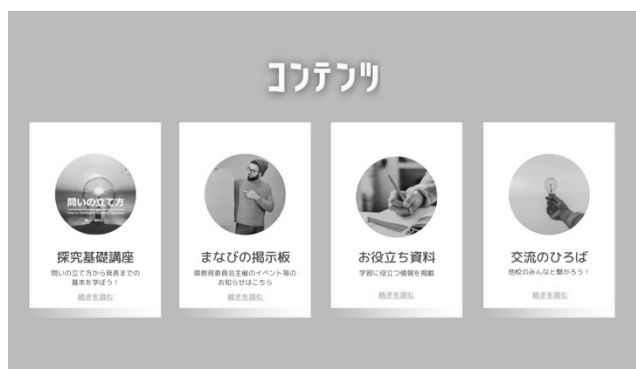 コンテンツ
問いの立て方
探究基礎講座
問いの立て方から発表までの
基本を学ぼう！
続きを読む
まなびの掲示板
県教育委員会主催のイベント等の
お知らせはこちら
続きを読む
お役立ち資料
学習に役立つ情報を掲載
続きを読む
交流のひろば
他校のみんなと繋がろう！
続きを読む